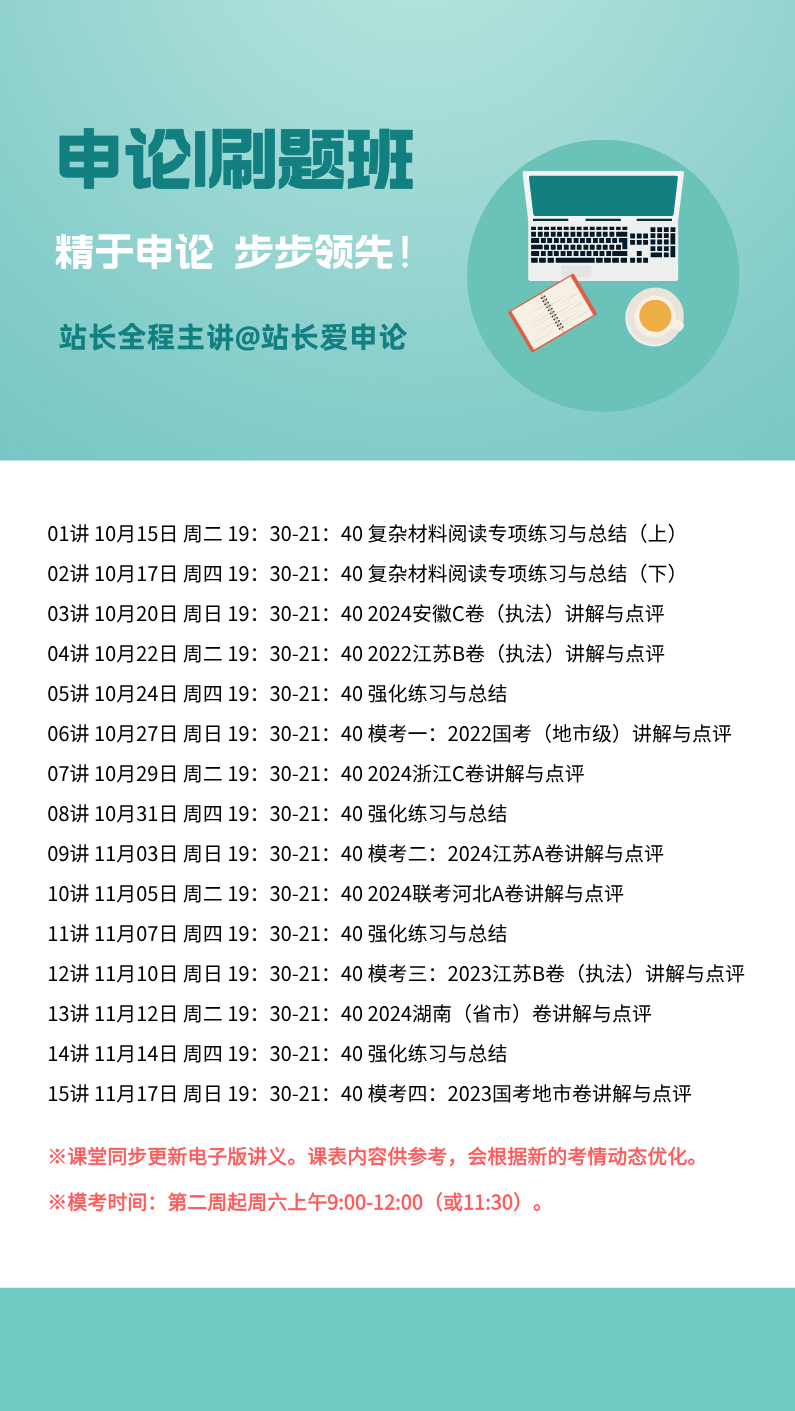 申论|刷题班
精于申论 步步领先！
站长全程主讲@站长爱申论
01讲 10月15日 周二 19：30-21：40 复杂材料阅读专项练习与总结（上）
02讲 10月17日 周四 19：30-21：40 复杂材料阅读专项练习与总结（下）
03讲 10月20日 周日 19：30-21：40 2024安徽C卷（执法）讲解与点评
04讲 10月22日 周二 19：30-21：40 2022江苏B卷（执法）讲解与点评
05讲 10月24日 周四 19：30-21：40 强化练习与总结
06讲 10月27日 周日 19：30-21：40 模考一：2022国考（地市级）讲解与点评
07讲 10月29日 周二 19：30-21：40 2024浙江C卷讲解与点评
08讲 10月31日 周四 19：30-21：40 强化练习与总结
09讲 11月03日 周日 19：30-21：40 模考二：2024江苏A卷讲解与点评
10讲 11月05日 周二 19：30-21：40 2024联考河北A卷讲解与点评
11讲 11月07日 周四 19：30-21：40 强化练习与总结
12讲 11月10日 周日 19：30-21：40 模考三：2023江苏B卷（执法）讲解与点评
13讲 11月12日 周二 19：30-21：40 2024湖南（省市）卷讲解与点评
14讲 11月14日 周四 19：30-21：40 强化练习与总结
15讲 11月17日 周日 19：30-21：40 模考四：2023国考地市卷讲解与点评
※课堂同步更新电子版讲义。课表内容供参考，会根据新的考情动态优化。
※模考时间：第二周起周六上午9:00-12:00（或11:30）。